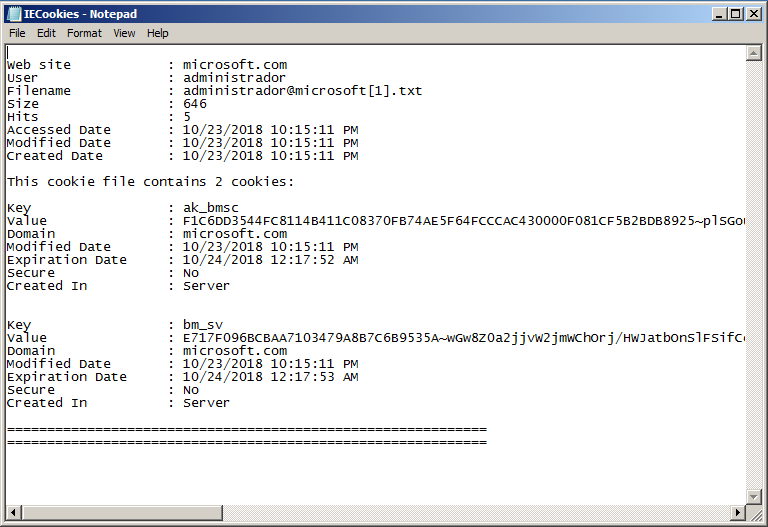 IECookies - Notepad
File Edit Format View Help
Web site : microsoft.com
User : administrador
Filename : administrador@microsoft[1].txt
Size : 646
Hits : 5
Accessed Date : 10/23/2018 10:15:11 PM
Modified Date : 10/23/2018 10:15:11 PM
Created Date : 10/23/2018 10:15:11 PM
This cookie file contains 2 cookies:
Key : ak_bmsc
Value : F1C6DD3544FC8114B411C08370FB74AE5F64FCCCAC430000F081CF5B2BDB8925~plSGou
Domain : microsoft.com
Modified Date : 10/23/2018 10:15:11 PM
Expiration Date : 10/24/2018 12:17:52 AM
Secure : No
Created In : Server
Key : bm_sv
Value : E717F096BCBAA7103479A8B7C6B9535A~wGw8Z0a2jjvW2jmWChOrj/HWJatbOnSlFSifCc
Domain : microsoft.com
Modified Date : 10/23/2018 10:15:11 PM
Expiration Date : 10/24/2018 12:17:53 AM
Secure : No
Created In : Server
============================================================
============================================================